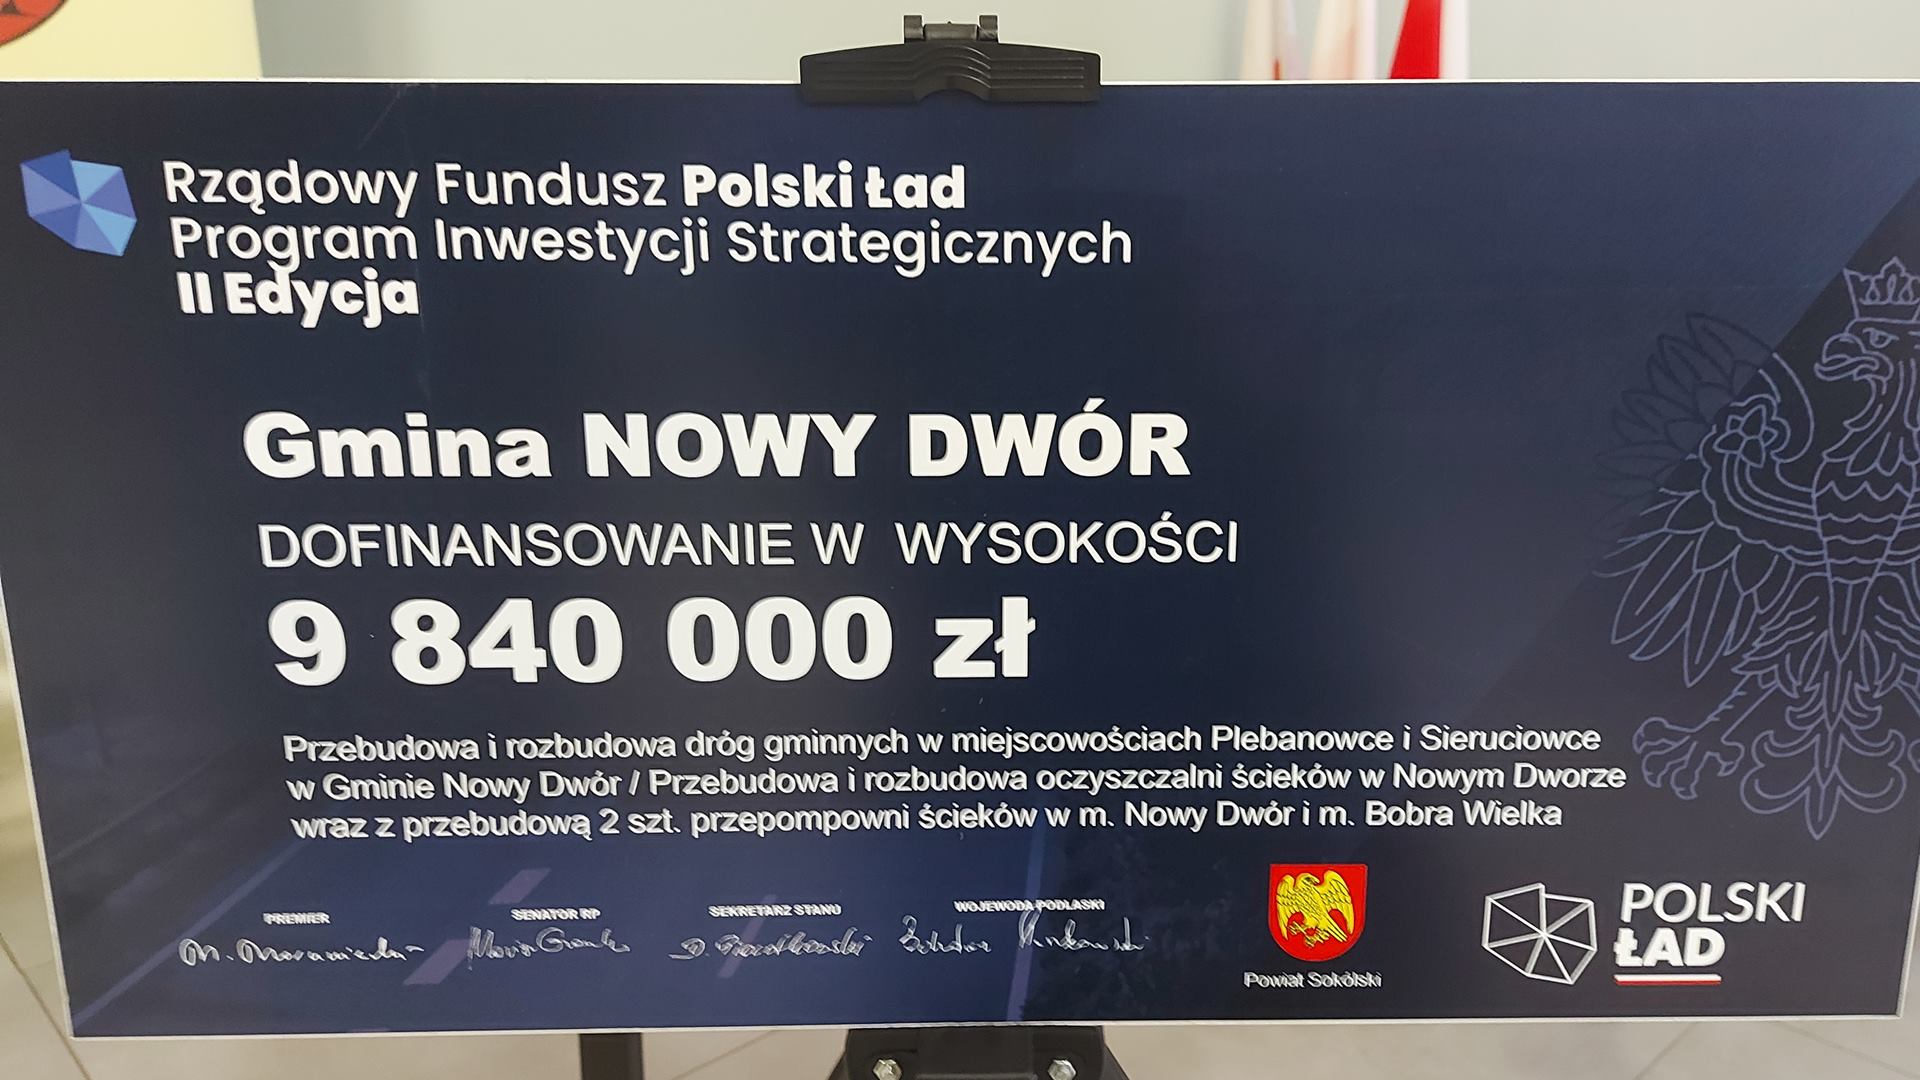 Rządowy Fundusz Polski Ład
Program Inwestycji Strategicznych
II Edycja
Gmina NOWY DWÓR
DOFINANSOWANIE W WYSOKOŚCI
9 840 000 zł
Przebudowa i rozbudowa dróg gminnych w miejscowościach Plebanowce i Sieruciowce
w Gminie Nowy Dwór / Przebudowa i rozbudowa oczyszczalni ścieków w Nowym Dworze
wraz z przebudową 2 szt. przepompowni ścieków w m. Nowy Dwór i m. Bobra Wielka
PREMIER
SENATOR RP
SEKRETARZ STANU
WOJEWODA PODLASKI
Powiat Sokólski
POLSKI
ŁAD